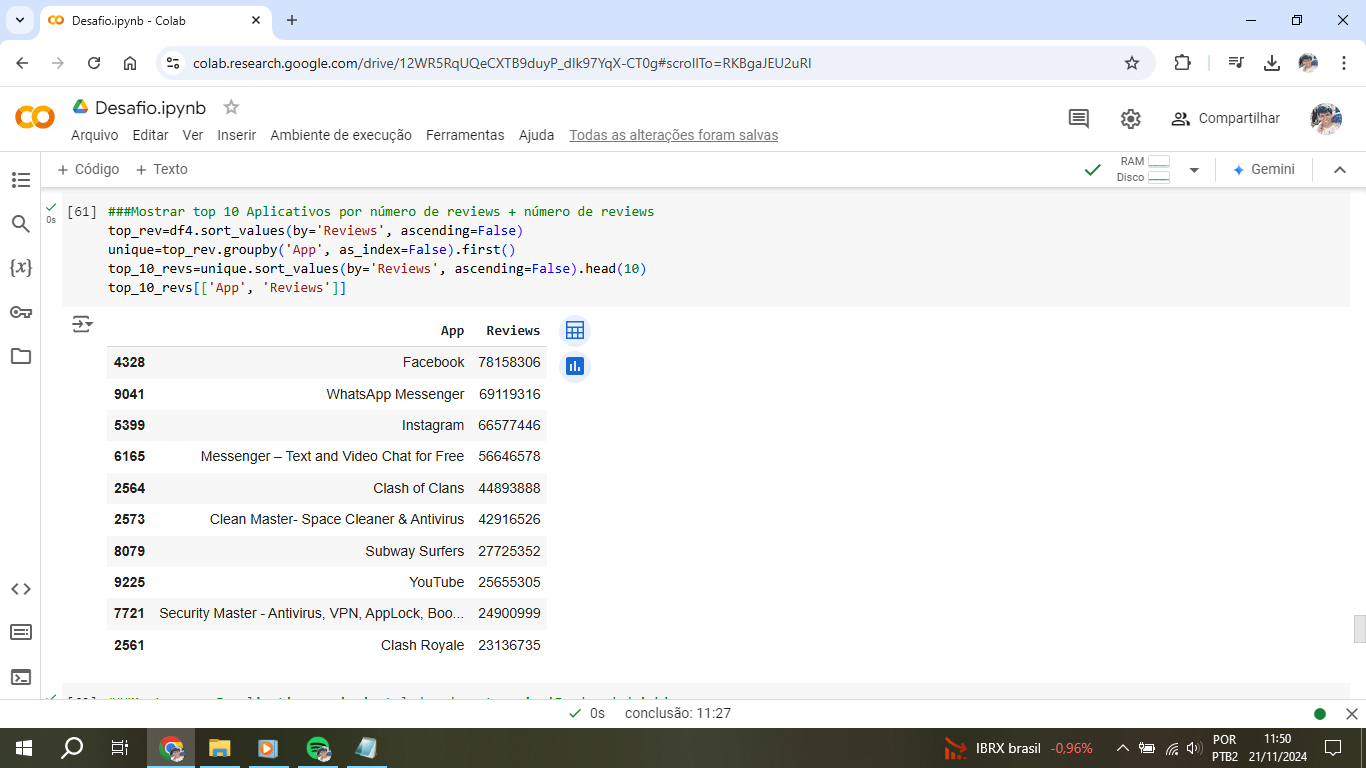 Desafio.ipynb - Colab
colab.research.google.com/drive/12WR5RqUQeCXTB9duyP_dIk97YqX-CT0g#scrollTo=RKBgaJEU2uRI
Desafio.ipynb
Arquivo Editar Ver Inserir Ambiente de execução Ferramentas Ajuda Todas as alterações foram salvas
Compartilhar
+ Código + Texto
RAM
Disco
Gemini
[61] ###Mostrar top 10 Aplicativos por número de reviews + número de reviews
0s
top_rev=df4.sort_values(by='Reviews', ascending=False)
unique=top_rev.groupby('App', as_index=False).first()
top_10_revs=unique.sort_values(by='Reviews', ascending=False).head(10)
top_10_revs[['App', 'Reviews']]
App Reviews
4328 Facebook 78158306
9041 WhatsApp Messenger 69119316
5399 Instagram 66577446
6165 Messenger – Text and Video Chat for Free 56646578
2564 Clash of Clans 44893888
2573 Clean Master- Space Cleaner & Antivirus 42916526
8079 Subway Surfers 27725352
9225 YouTube 25655305
7721 Security Master - Antivirus, VPN, AppLock, Boo... 24900999
2561 Clash Royale 23136735
0s conclusão: 11:27
IBRX brasil -0,96%
POR
PTB2
11:50
21/11/2024